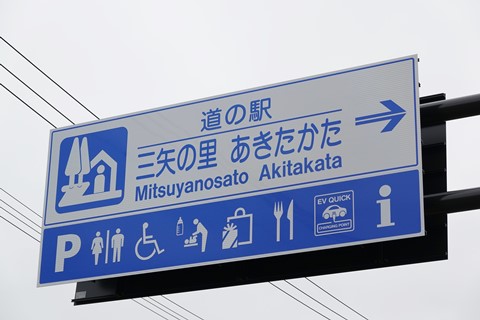 道の駅
三矢の里 あきたかた
Mitsuyanosato Akitakata
P
EV QUICK
CHARGING POINT
i